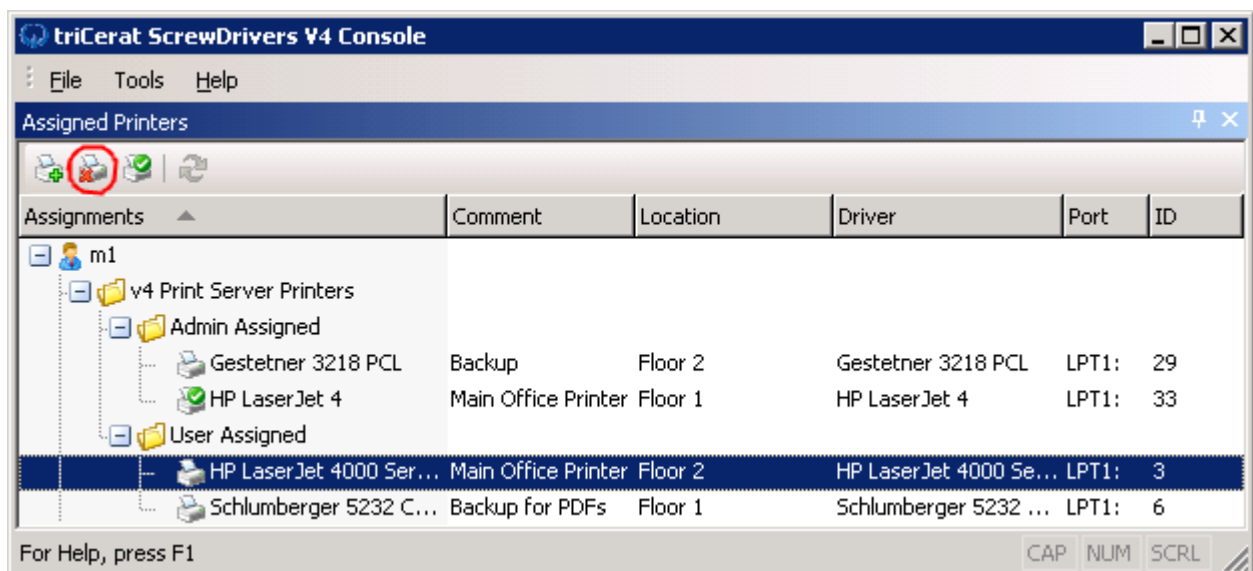 triCerat ScrewDrivers V4 Console
File Tools Help
Assigned Printers
Assignments Comment Location Driver Port ID
m1
v4 Print Server Printers
Admin Assigned
Gestetner 3218 PCL Backup Floor 2 Gestetner 3218 PCL LPT1: 29
HP LaserJet 4 Main Office Printer Floor 1 HP LaserJet 4 LPT1: 33
User Assigned
HP LaserJet 4000 Ser... Main Office Printer Floor 2 HP LaserJet 4000 Se... LPT1: 3
Schlumberger 5232 C... Backup for PDFs Floor 1 Schlumberger 5232 ... LPT1: 6
For Help, press F1 CAP NUM SCRL